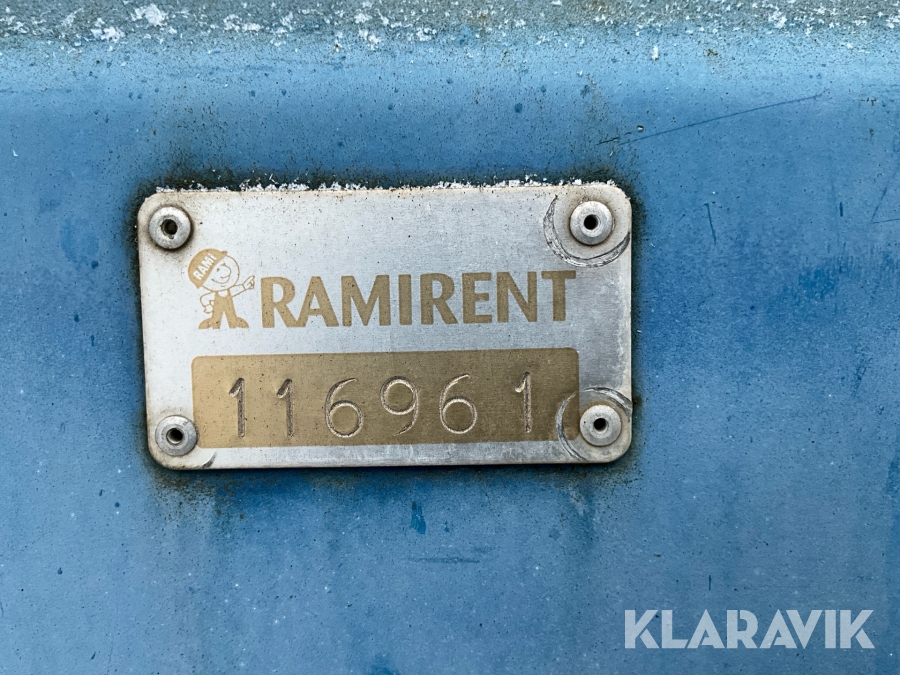 RAMI
RAMIRENT
116961
KLARAVIK